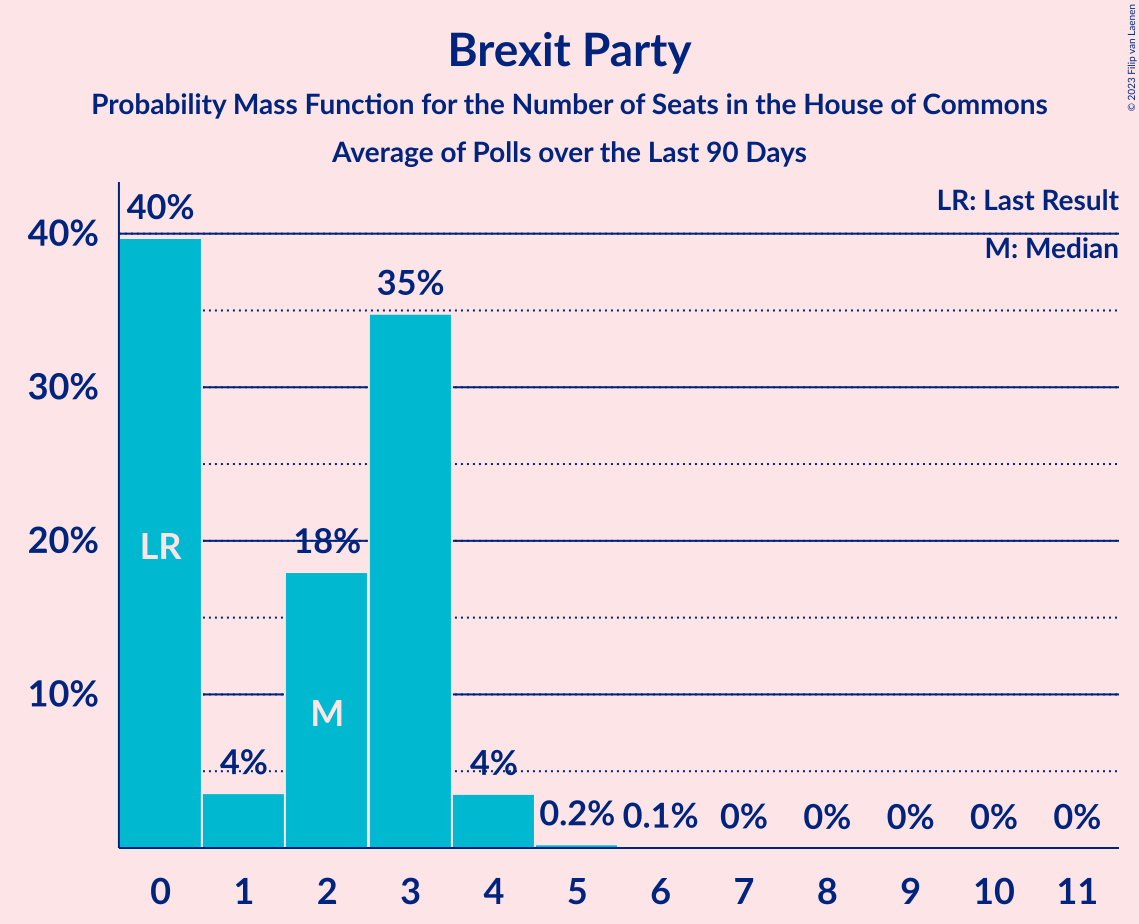 Brexit Party
Probability Mass Function for the Number of Seats in the House of Commons
Average of Polls over the Last 90 Days
© 2023 Filip van Laenen
LR: Last Result
M: Median
40%
30%
20%
10%
40%
4%
18%
35%
4%
0.2%
0.1%
0%
0%
0%
0%
0%
LR
M
0 1 2 3 4 5 6 7 8 9 10 11